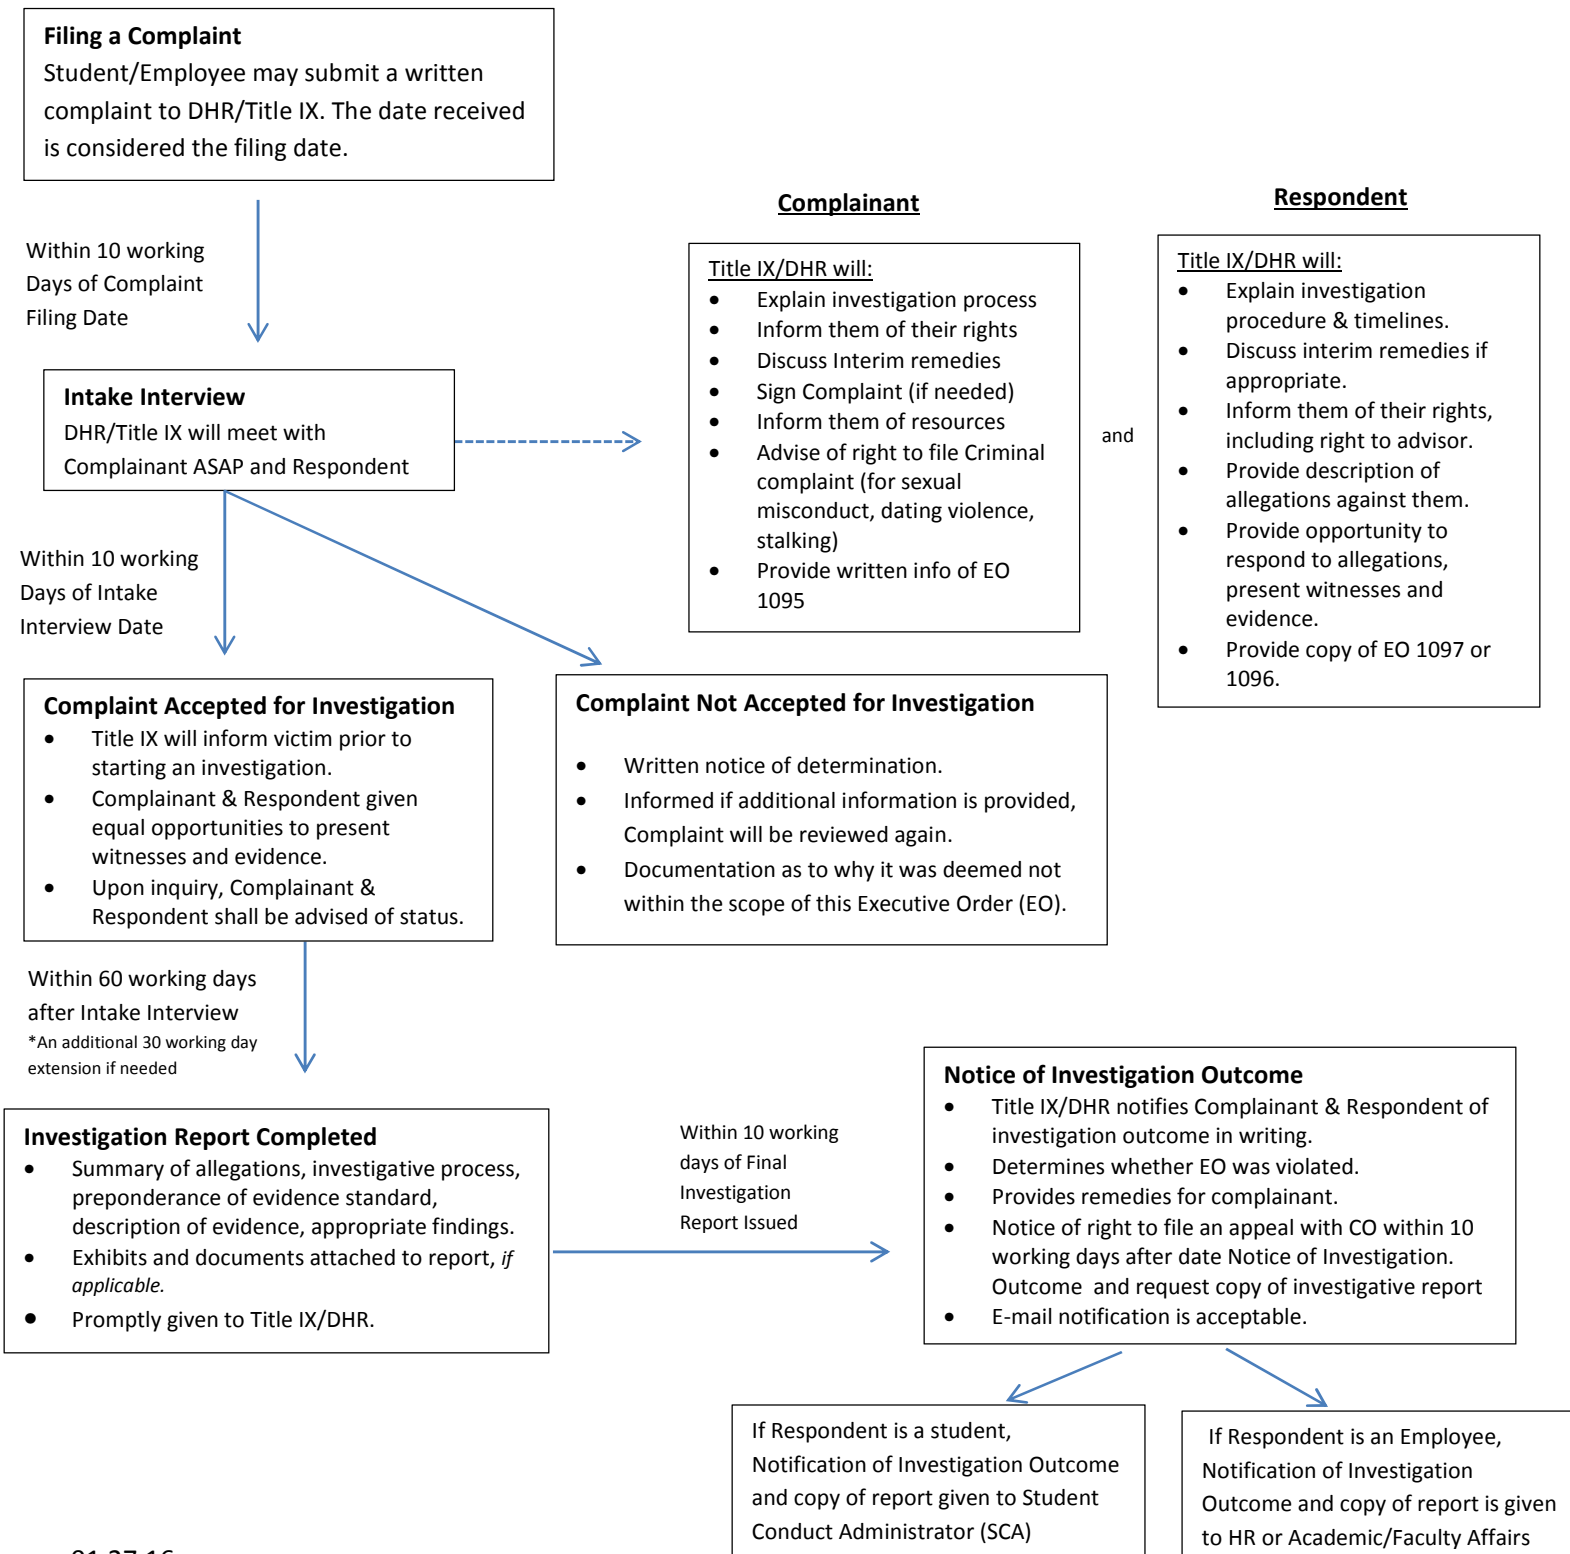 Filing a Complaint
Student/Employee may submit a written
complaint to DHR/Title IX. The date received
is considered the filing date.
Within 10 working
Days of Complaint
Filing Date
Intake Interview
DHR/Title IX will meet with
Complainant ASAP and Respondent
Complainant
Title IX/DHR will:
• Explain investigation process
• Inform them of their rights
• Discuss Interim remedies
• Sign Complaint (if needed)
• Inform them of resources
• Advise of right to file Criminal
complaint (for sexual
misconduct, dating violence,
stalking)
• Provide written info of EO
1095
and
Respondent
Title IX/DHR will:
• Explain investigation
procedure & timelines.
• Discuss interim remedies if
appropriate.
• Inform them of their rights,
including right to advisor.
• Provide description of
allegations against them.
• Provide opportunity to
respond to allegations,
present witnesses and
evidence.
• Provide copy of EO 1097 or
1096.
Within 10 working
Days of Intake
Interview Date
Complaint Accepted for Investigation
• Title IX will inform victim prior to
starting an investigation.
• Complainant & Respondent given
equal opportunities to present
witnesses and evidence.
• Upon inquiry, Complainant &
Respondent shall be advised of status.
Complaint Not Accepted for Investigation
• Written notice of determination.
• Informed if additional information is provided,
Complaint will be reviewed again.
• Documentation as to why it was deemed not
within the scope of this Executive Order (EO).
Within 60 working days
after Intake Interview
*An additional 30 working day
extension if needed
Investigation Report Completed
• Summary of allegations, investigative process,
preponderance of evidence standard,
description of evidence, appropriate findings.
• Exhibits and documents attached to report, if
applicable.
• Promptly given to Title IX/DHR.
Within 10 working
days of Final
Investigation
Report Issued
Notice of Investigation Outcome
• Title IX/DHR notifies Complainant & Respondent of
investigation outcome in writing.
• Determines whether EO was violated.
• Provides remedies for complainant.
• Notice of right to file an appeal with CO within 10
working days after date Notice of Investigation.
Outcome and request copy of investigative report
• E-mail notification is acceptable.
If Respondent is a student,
Notification of Investigation Outcome
and copy of report given to Student
Conduct Administrator (SCA)
If Respondent is an Employee,
Notification of Investigation
Outcome and copy of report is given
to HR or Academic/Faculty Affairs